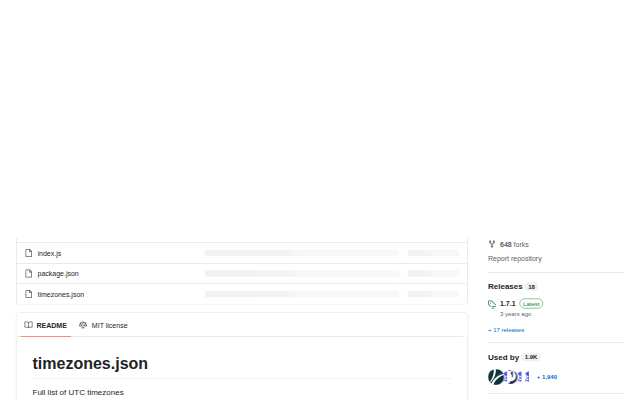 index.js
package.json
timezones.json
README
MIT license
timezones.json
Full list of UTC timezones
648 forks
Report repository
Releases 18
1.7.1 Latest
3 years ago
+ 17 releases
Used by 1.9K
+ 1,940